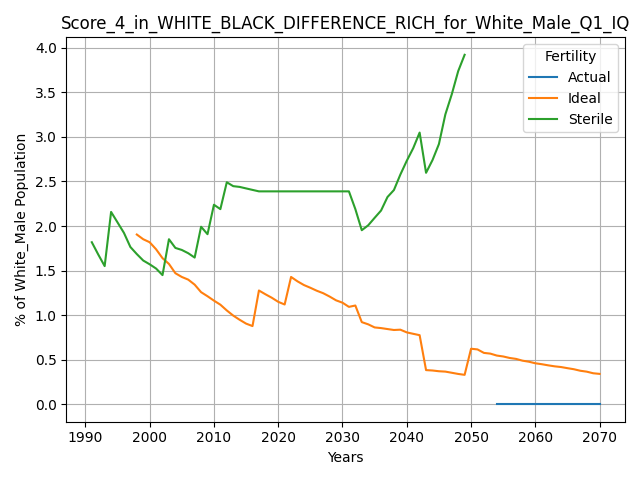 Score_4_in_WHITE_BLACK_DIFFERENCE_RICH_for_White_Male_Q1_IQ
Fertility
Actual
Ideal
Sterile
% of White_Male Population
4.0
3.5
3.0
2.5
2.0
1.5
1.0
0.5
0.0
1990 2000 2010 2020 2030 2040 2050 2060 2070
Years